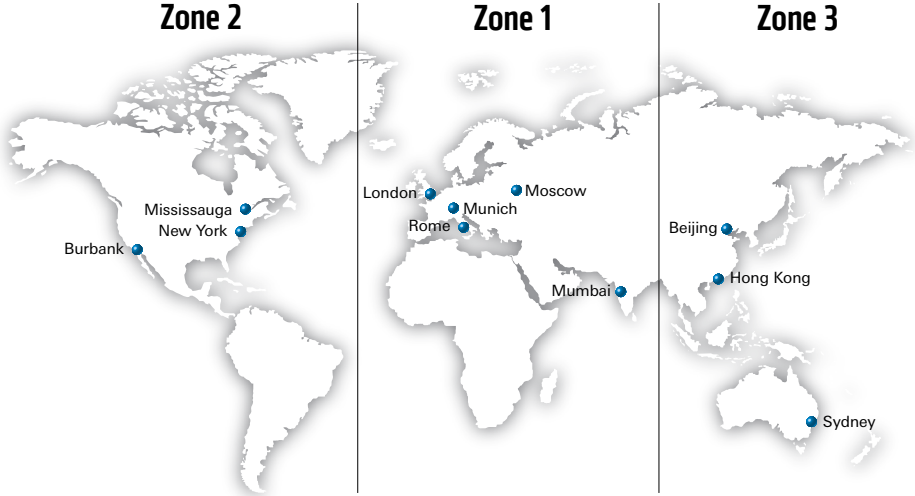 Zone 2
Zone 1
Zone 3
London
Moscow
Mississauga
Munich
New York
Rome
Beijing
Burbank
Hong Kong
Mumbai
Sydney